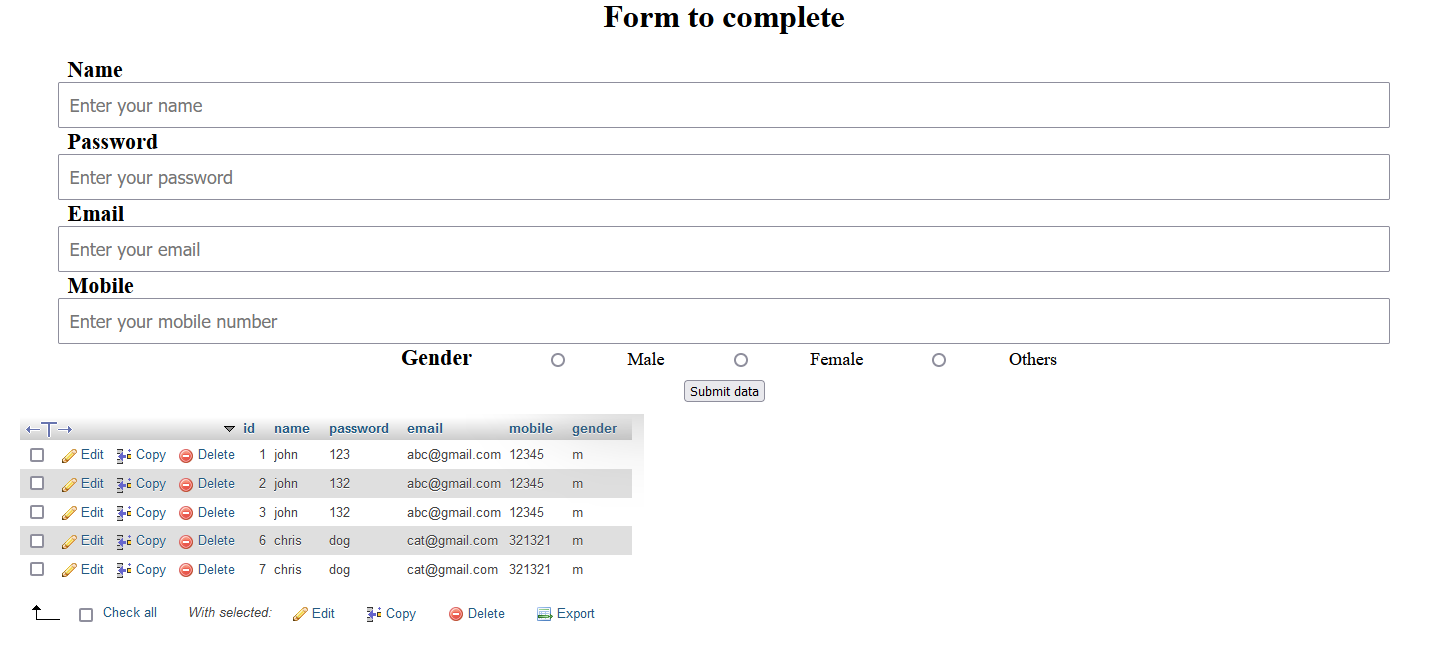 Form to complete
Name
Enter your name
Password
Enter your password
Email
Enter your email
Mobile
Enter your mobile number
Gender Male Female Others
Submit data
←T→ id name password email mobile gender
Edit Copy Delete 1 john 123 abc@gmail.com 12345 m
Edit Copy Delete 2 john 132 abc@gmail.com 12345 m
Edit Copy Delete 3 john 132 abc@gmail.com 12345 m
Edit Copy Delete 6 chris dog cat@gmail.com 321321 m
Edit Copy Delete 7 chris dog cat@gmail.com 321321 m
Check all With selected: Edit Copy Delete Export